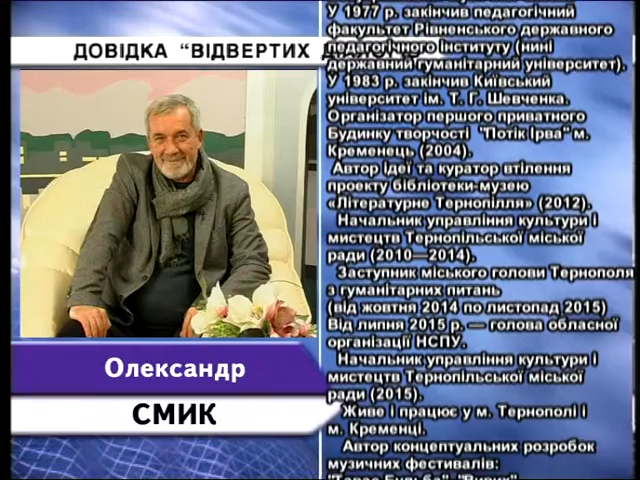 ДОВІДКА “ВІДВЕРТИХ
У 1977 р. закінчив педагогічний
факультет Рівненського державного
педагогічного інституту (нині
державний гуманітарний університет).
У 1983 р. закінчив Київський
університет ім. Т. Г. Шевченка.
Організатор першого приватного
Будинку творчості "Потік Ірва" м.
Кременець (2004).
Автор ідеї та куратор втілення
проекту бібліотеки-музею
«Літературне Тернопілля» (2012).
Начальник управління культури і
мистецтв Тернопільської міської
ради (2010—2014).
Заступник міського голови Тернополя
з гуманітарних питань
(від жовтня 2014 по листопад 2015)
Від липня 2015 р. — голова обласної
організації НСПУ.
Начальник управління культури і
мистецтв Тернопільської міської
ради (2015).
Живе і працює у м. Тернополі і
м. Кременці.
Автор концептуальних розробок
музичних фестивалів:
Олександр
СМИК